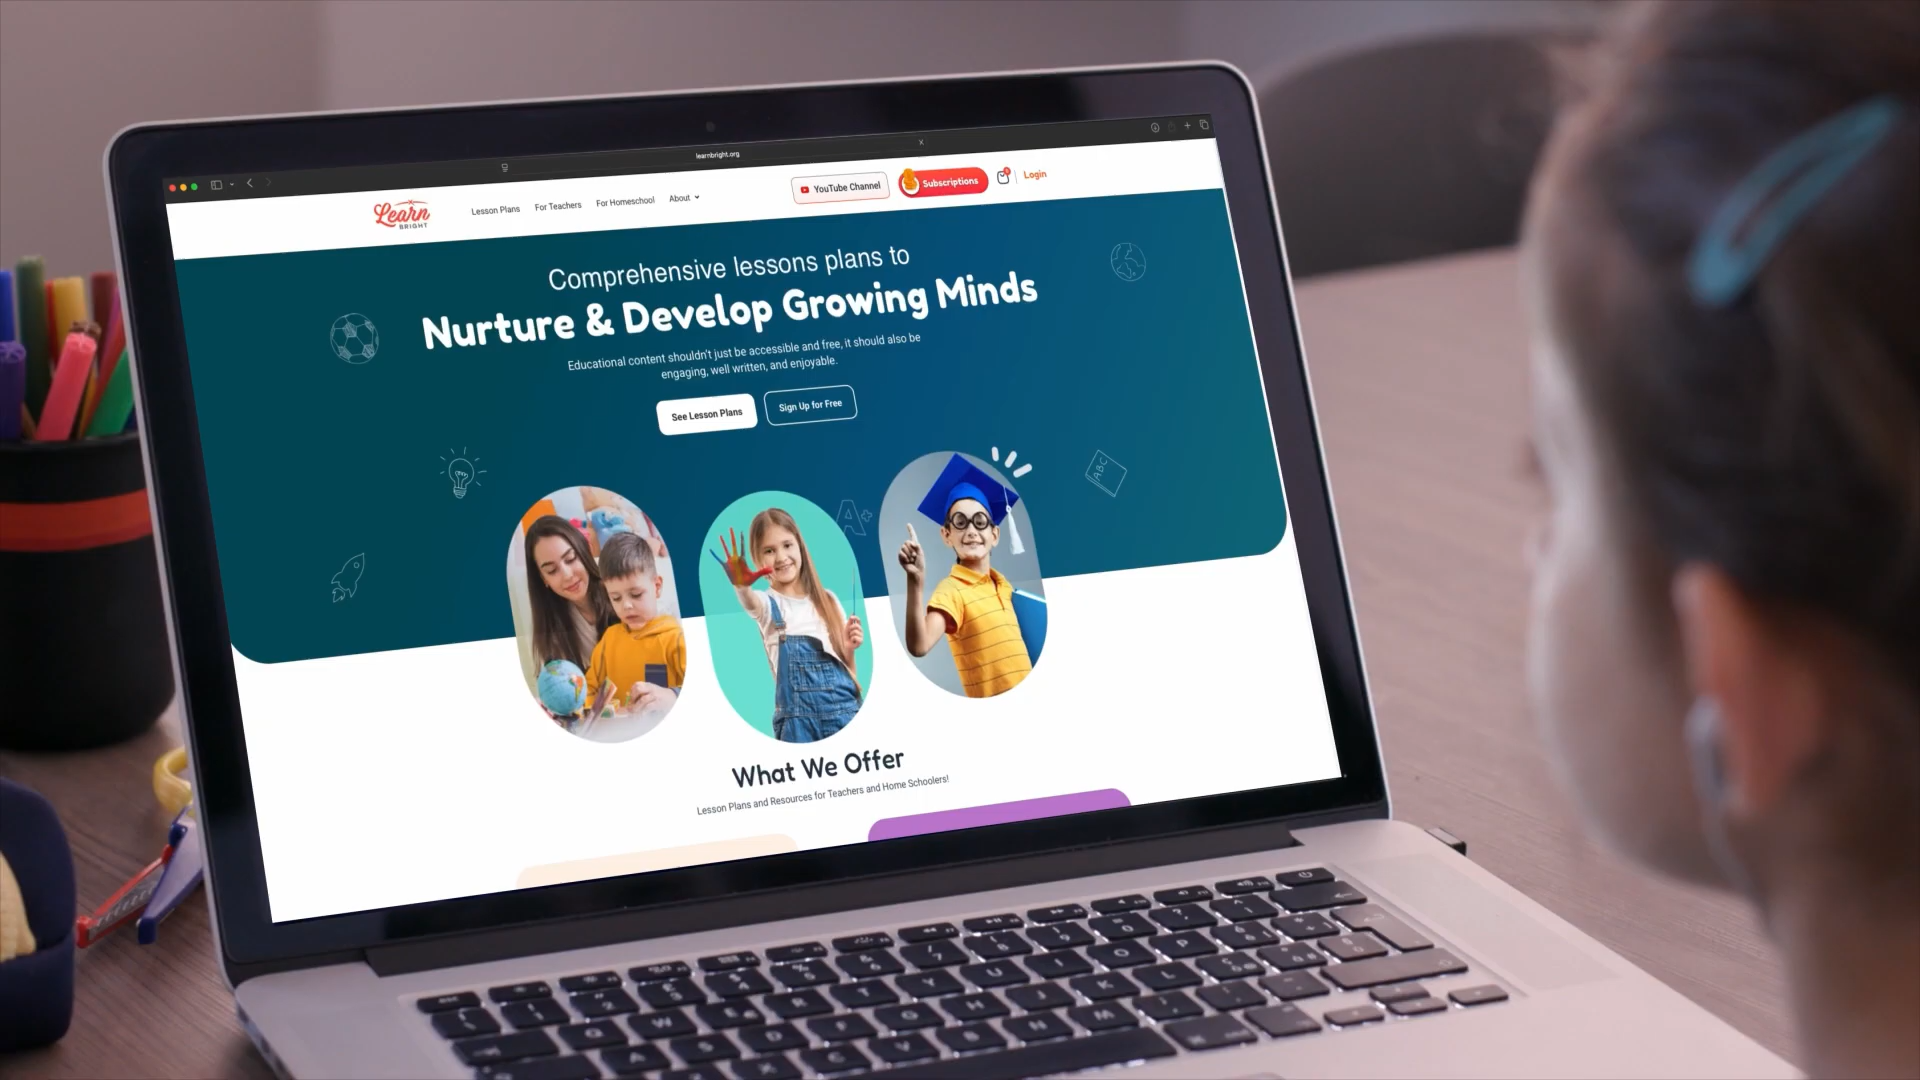 learnbright.org
Learn
BRIGHT
Lesson Plans
For Teachers
For Homeschool
About
YouTube Channel
Subscriptions
Login
Comprehensive lessons plans to
Nurture & Develop Growing Minds
Educational content shouldn't just be accessible and free, it should also be
engaging, well written, and enjoyable.
See Lesson Plans
Sign Up for Free
A+
ABC
What We Offer
Lesson Plans and Resources for Teachers and Home Schoolers!